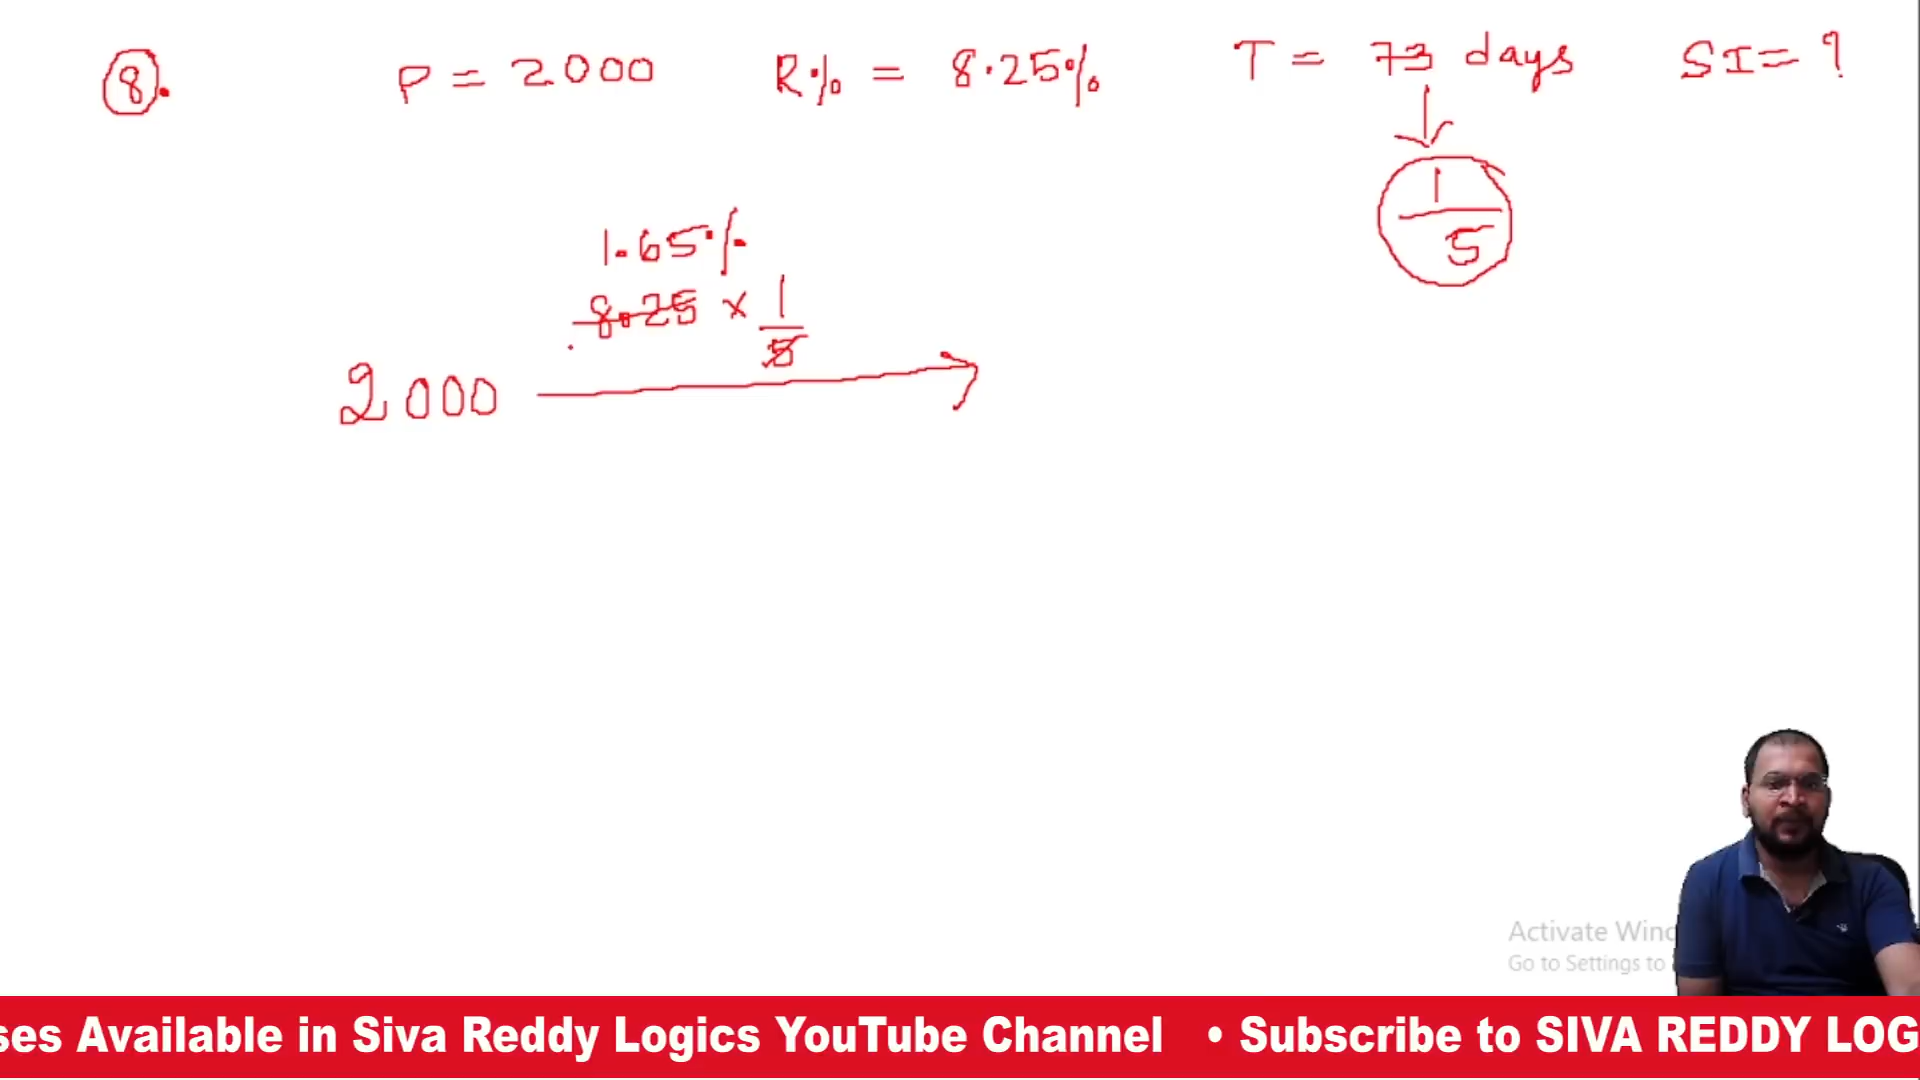 8. P = 2000 R% = 8.25% T = 73 days SI = ?
1
5
1.65%
8.25 × 1
5
2000
Activate Wind
Go to Settings to
ses Available in Siva Reddy Logics YouTube Channel • Subscribe to SIVA REDDY LOG